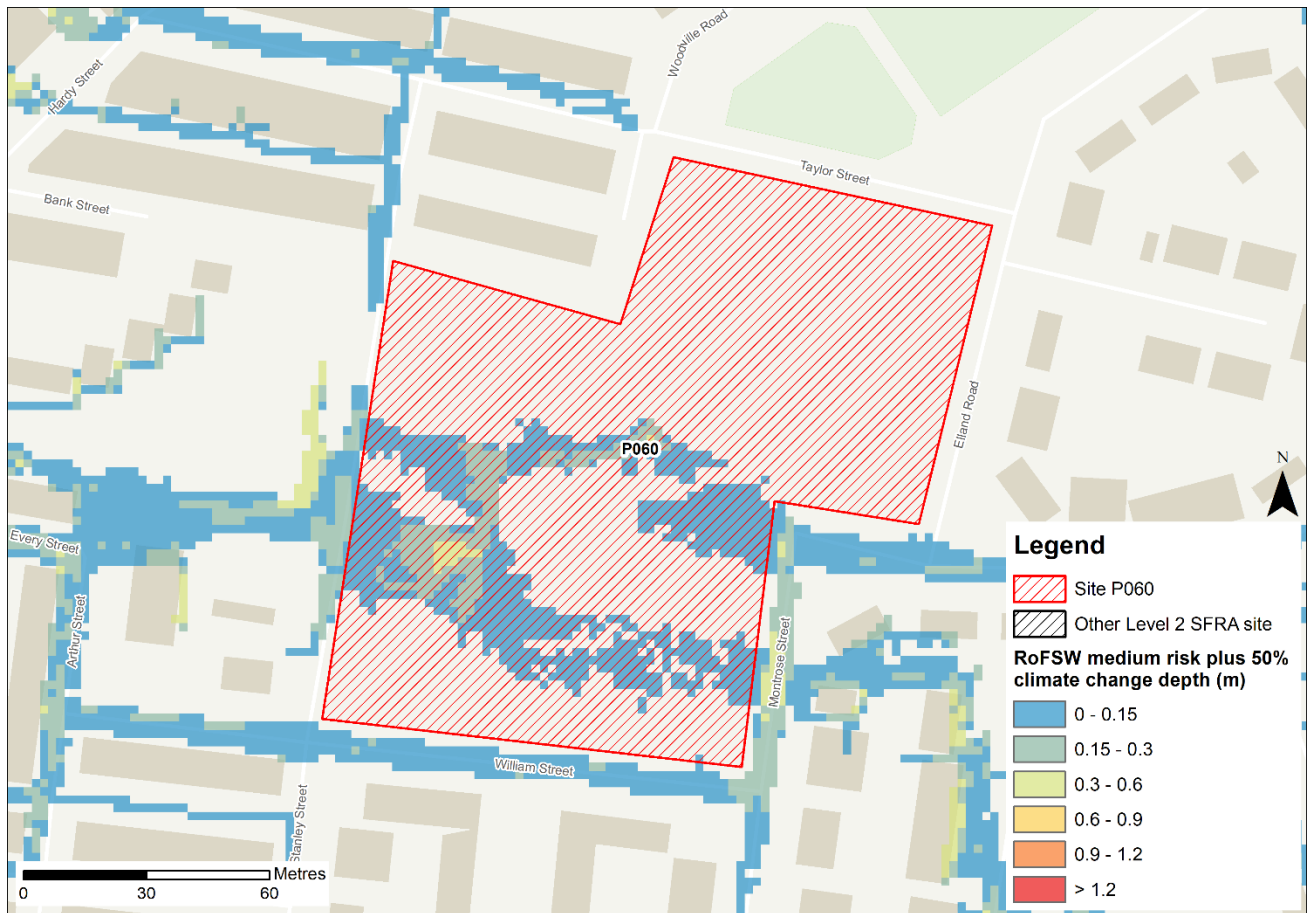 Woodville Road
Hardy Street
Taylor Street
Bank Street
Elland Road
P060
N
Every Street
Arthur Street
Montrose Street
William Street
Stanley Street
Metres
0
30
60
Legend
Site P060
Other Level 2 SFRA site
RoFSW medium risk plus 50%
climate change depth (m)
0 - 0.15
0.15 - 0.3
0.3 - 0.6
0.6 - 0.9
0.9 - 1.2
> 1.2